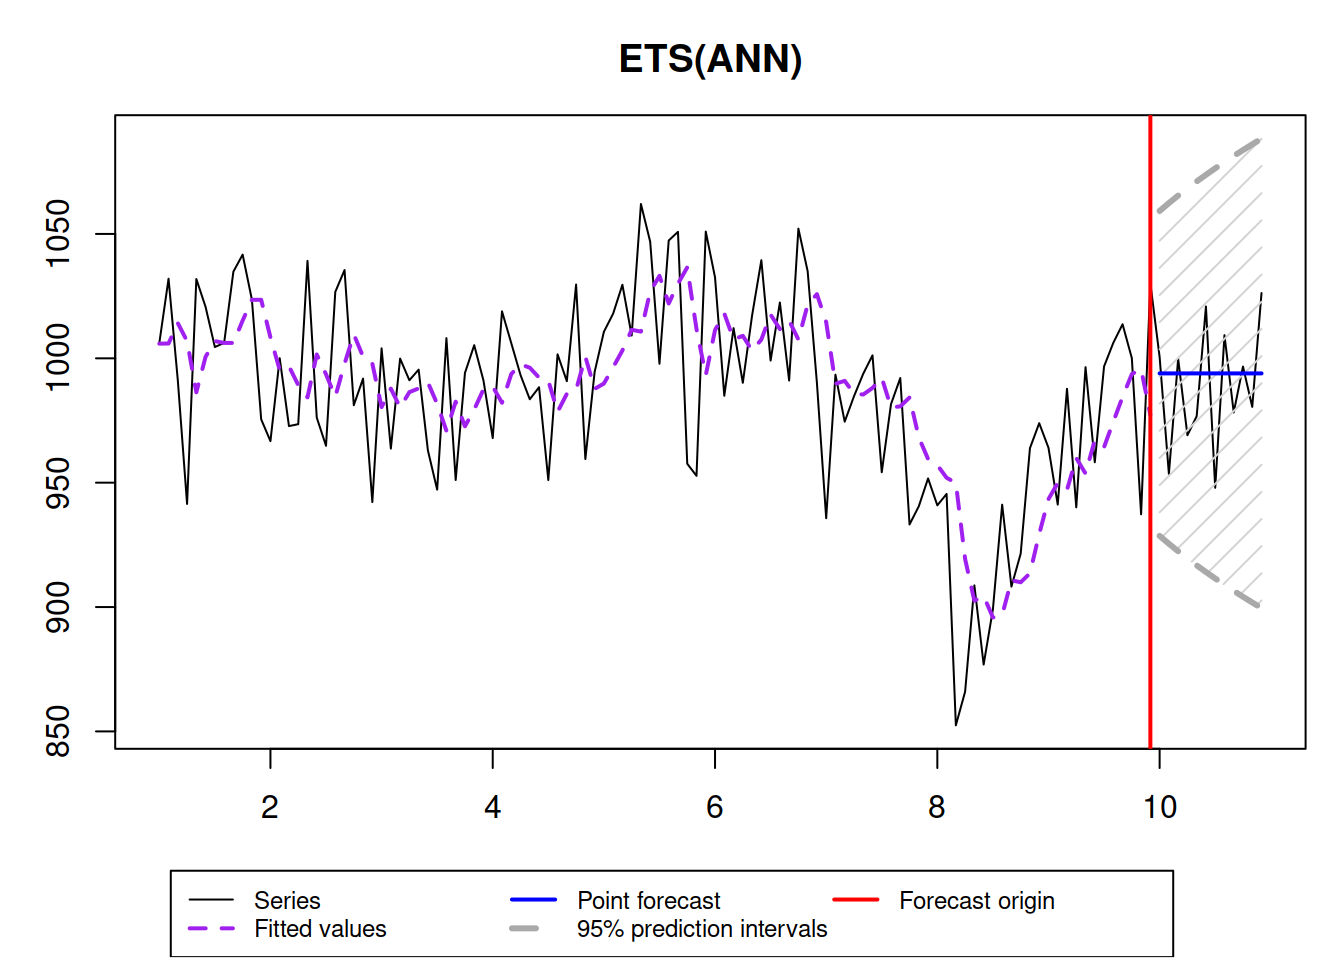 ETS(ANN)
1050
1000
950
900
850
2 4 6 8 10
Series Point forecast Forecast origin
Fitted values 95% prediction intervals